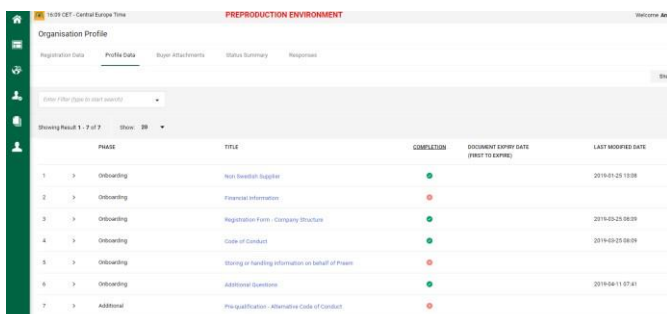 16:09 CET - Central Europe Time PREPRODUCTION ENVIRONMENT Welcome
Organisation Profile
Registration Data Profile Data Buyer Attachments Status Summary Responses
Enter Filter (type to start search)
Showing Result 1 - 7 of 7 Show: 20
PHASE TITLE COMPLETION DOCUMENT EXPIRY DATE (FIRST TO EXPIRE) LAST MODIFIED DATE
1 > Onboarding Non Swedish Supplier 2019-01-25 13:08
2 > Onboarding Financial Information
3 > Onboarding Registration Form - Company Structure 2019-03-25 08:09
4 > Onboarding Code of Conduct 2019-03-25 08:09
5 > Onboarding Storing or handling information on behalf of Preem
6 > Onboarding Additional Questions 2019-04-11 07:41
7 > Additional Pre-qualification - Alternative Code of Conduct